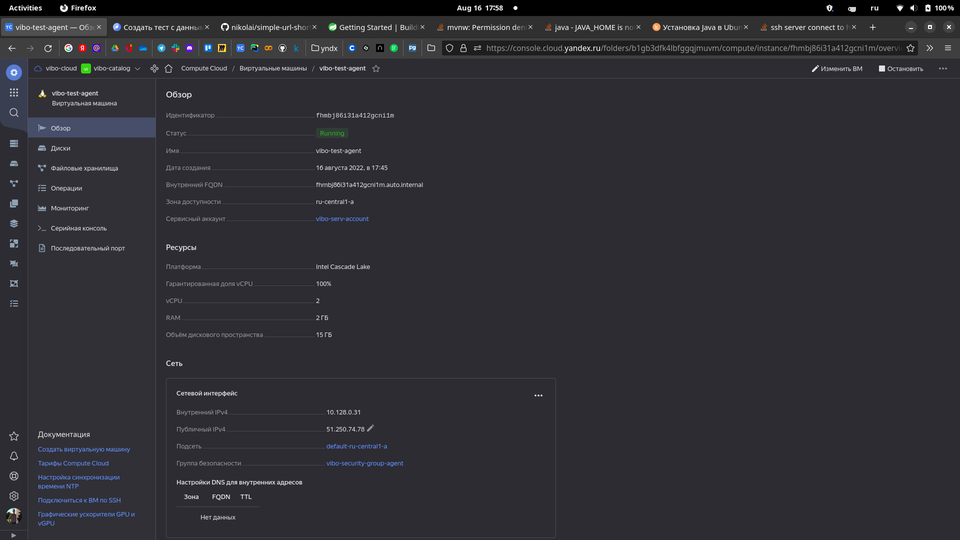 Activities
Firefox
Aug 16 17:58
ru
100 %
vibo-test-agent — Обз
Создать тест с данны
nikolai/simple-url-shor
Getting Started | Build
mvnw: Permission den
java - JAVA_HOME is no
Установка Java в Ubun
ssh server connect to h
yndx
https://console.cloud.yandex.ru/folders/b1gb3dfk4lbfggqjmuvm/compute/instance/fhmbj86i31a412gcni1m/overvi
vibo-cloud
vibo-catalog
Compute Cloud / Виртуальные машины / vibo-test-agent
Изменить ВМ
Остановить
vibo-test-agent
Виртуальная машина
Обзор
Диски
Файловые хранилища
Операции
Мониторинг
Серийная консоль
Последовательный порт
Документация
Создать виртуальную машину
Тарифы Compute Cloud
Настройка синхронизации
времени NTP
Подключиться к ВМ по SSH
Графические ускорители GPU и
vGPU
Обзор
Идентификатор fhmbj86i31a412gcni1m
Статус Running
Имя vibo-test-agent
Дата создания 16 августа 2022, в 17:45
Внутренний FQDN fhmbj86i31a412gcni1m.auto.internal
Зона доступности ru-central1-a
Сервисный аккаунт vibo-serv-account
Ресурсы
Платформа Intel Cascade Lake
Гарантированная доля vCPU 100%
vCPU 2
RAM 2 ГБ
Объём дискового пространства 15 ГБ
Сеть
Сетевой интерфейс
Внутренний IPv4 10.128.0.31
Публичный IPv4 51.250.74.78
Подсеть default-ru-central1-a
Группа безопасности vibo-security-group-agent
Настройки DNS для внутренних адресов
Зона FQDN TTL
Нет данных